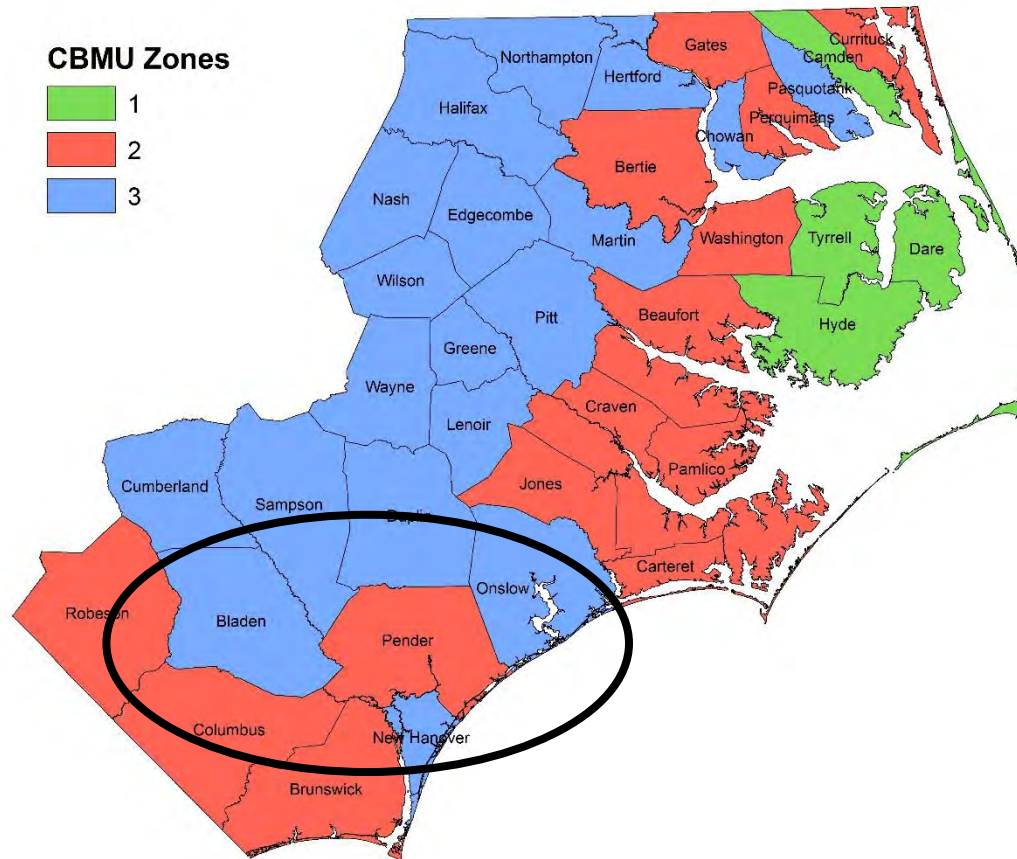 CBMU Zones
1
2
3
Northampton
Hertford
Gates
Currituck
Camden
Pasquotank
Perquimans
Chowan
Halifax
Bertie
Nash
Edgecombe
Martin
Washington
Tyrrell
Dare
Wilson
Pitt
Beaufort
Hyde
Greene
Wayne
Craven
Lenoir
Pamlico
Jones
Cumberland
Sampson
Duplin
Carteret
Onslow
Robeson
Bladen
Pender
Columbus
New Hanover
Brunswick